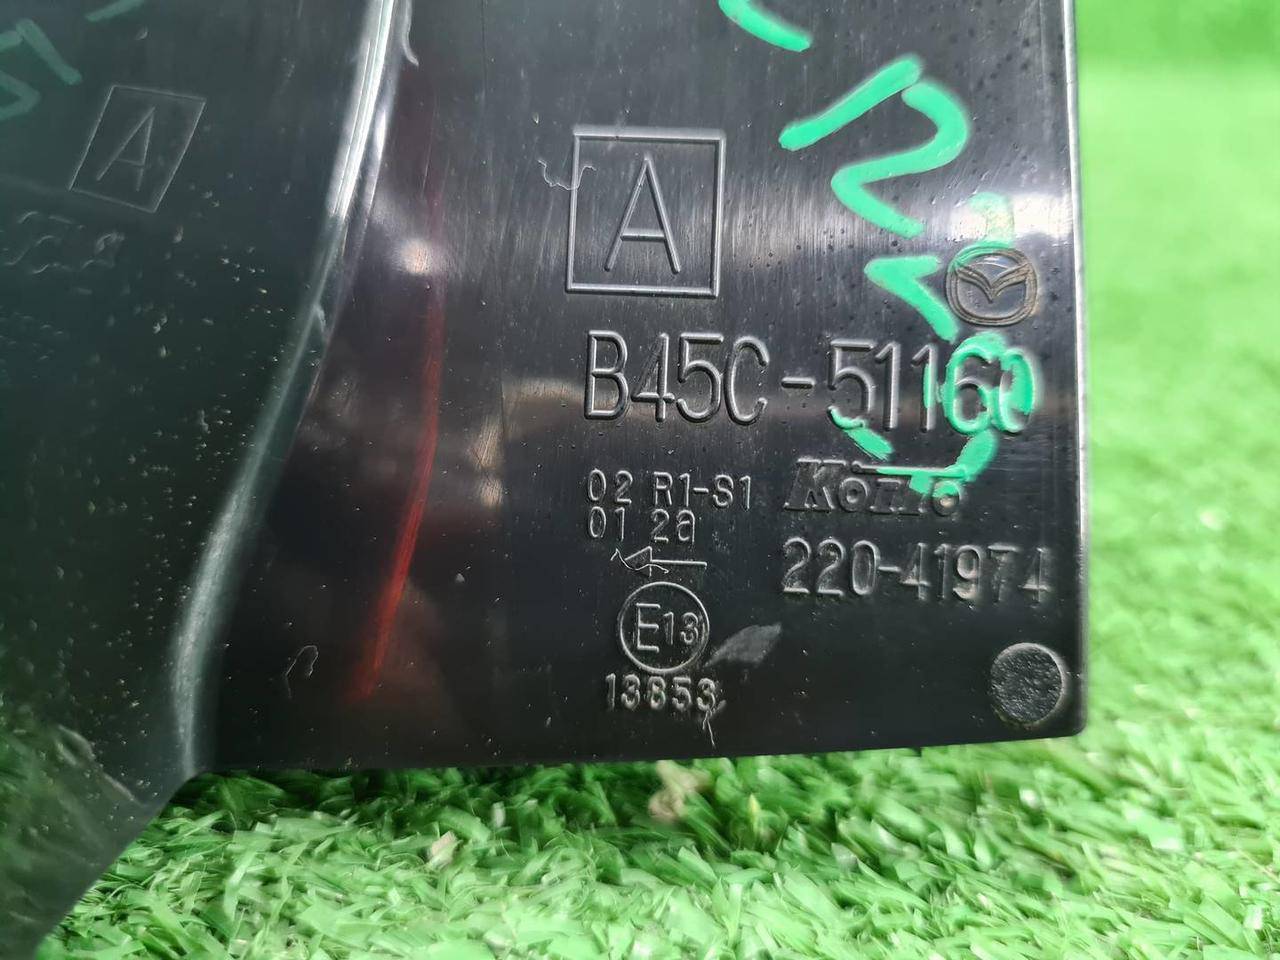 A
A
B45C-51160
02 R1-S1
01 2a
Koito
220-41974
E13
13853